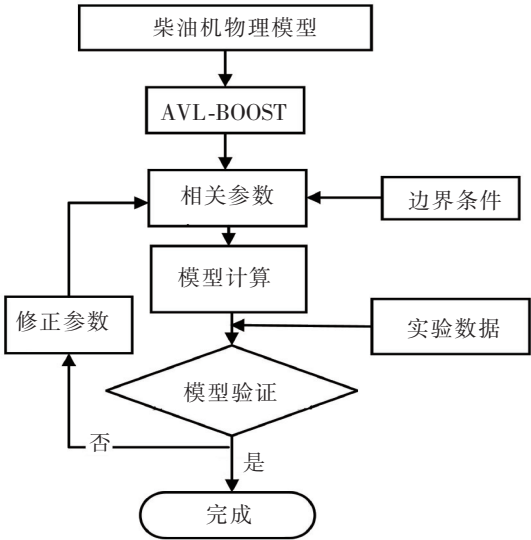 柴油机物理模型
AVL-BOOST
相关参数
边界条件
模型计算
修正参数
实验数据
模型验证
否
是
完成